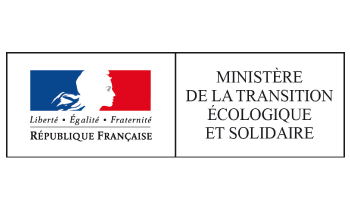 Liberté • Égalité • Fraternité
RÉPUBLIQUE FRANÇAISE
MINISTÈRE
DE LA TRANSITION
ÉCOLOGIQUE
ET SOLIDAIRE